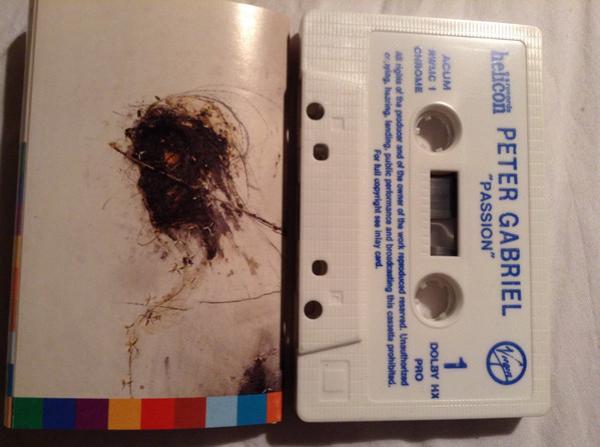 records
helicon
PETER GABRIEL
"PASSION"
Virgin
ACUM
RWMC 1
CHROME
1
DOLBY HX
PRO
All rights of the producer and of the owner of the work reproduced reserved. Unauthorized
copying, hearing, lending, public performance and broadcasting this cassette prohibited.
For full copyright see inlay card.